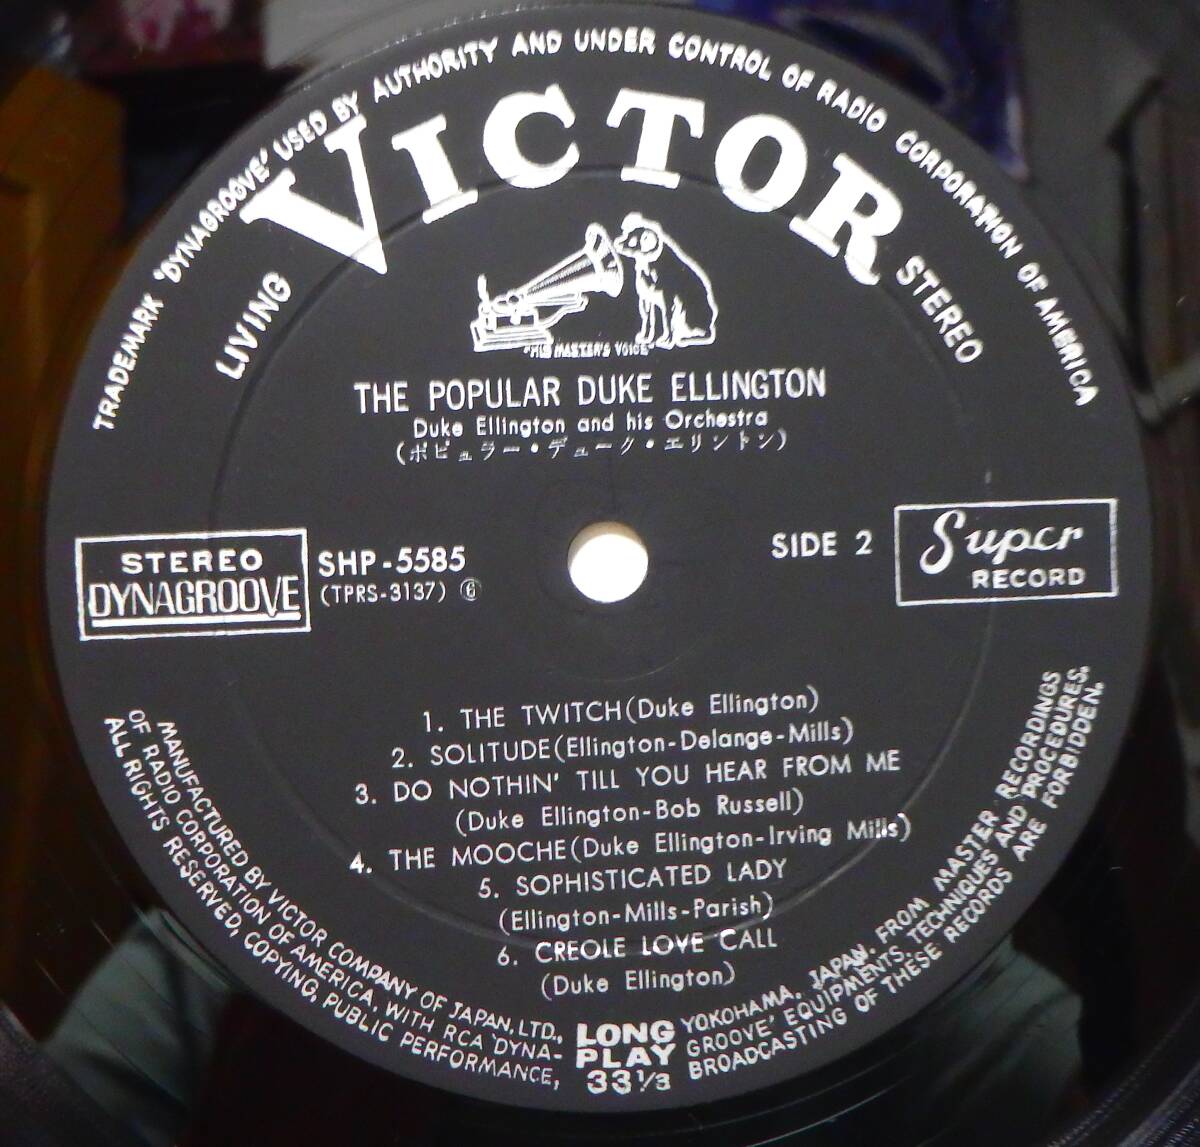 TRADEMARK 'DYNAGROOVE' USED BY AUTHORITY AND UNDER CONTROL OF RADIO CORPORATION OF AMERICA
LIVING VICTOR STEREO
"HIS MASTER'S VOICE"
THE POPULAR DUKE ELLINGTON
Duke Ellington and his Orchestra
(ポピュラー・デューク・エリントン)
STEREO
DYNAGROOVE
SHP-5585
(TPRS-3137) ⑥
SIDE 2
Super
RECORD
1. THE TWITCH (Duke Ellington)
2. SOLITUDE (Ellington-Delange-Mills)
3. DO NOTHIN' TILL YOU HEAR FROM ME
(Duke Ellington-Bob Russell)
4. THE MOOCHE (Duke Ellington-Irving Mills)
5. SOPHISTICATED LADY
(Ellington-Mills-Parish)
6. CREOLE LOVE CALL
(Duke Ellington)
MANUFACTURED BY VICTOR COMPANY OF JAPAN, LTD., YOKOHAMA, JAPAN. FROM MASTER RECORDINGS
OF RADIO CORPORATION OF AMERICA, WITH RCA 'DYNA-GROOVE' EQUIPMENTS, TECHNIQUES AND PROCEDURES.
ALL RIGHTS RESERVED, COPYING, PUBLIC PERFORMANCE, BROADCASTING OF THESE RECORDS ARE FORBIDDEN.
LONG
PLAY
33 1/3